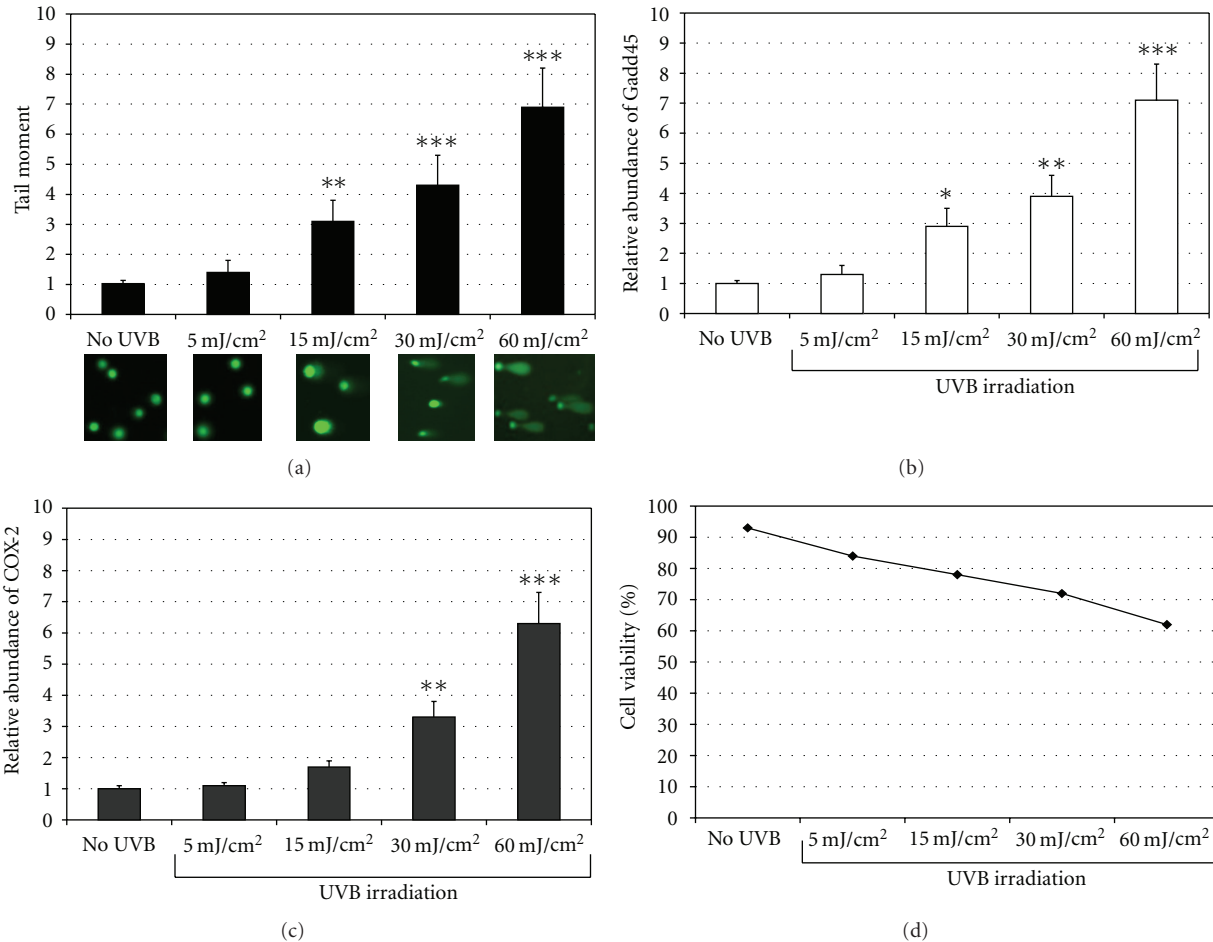 10
9
8
7
6
5
4
3
2
1
0
Tail moment
**
***
***
No UVB
5 mJ/cm²
15 mJ/cm²
30 mJ/cm²
60 mJ/cm²
(a)
10
9
8
7
6
5
4
3
2
1
0
Relative abundance of Gadd45
*
**
***
No UVB
5 mJ/cm²
15 mJ/cm²
30 mJ/cm²
60 mJ/cm²
UVB irradiation
(b)
10
9
8
7
6
5
4
3
2
1
0
Relative abundance of COX-2
**
***
No UVB
5 mJ/cm²
15 mJ/cm²
30 mJ/cm²
60 mJ/cm²
UVB irradiation
(c)
100
90
80
70
60
50
40
30
20
10
0
Cell viability (%)
No UVB
5 mJ/cm²
15 mJ/cm²
30 mJ/cm²
60 mJ/cm²
UVB irradiation
(d)